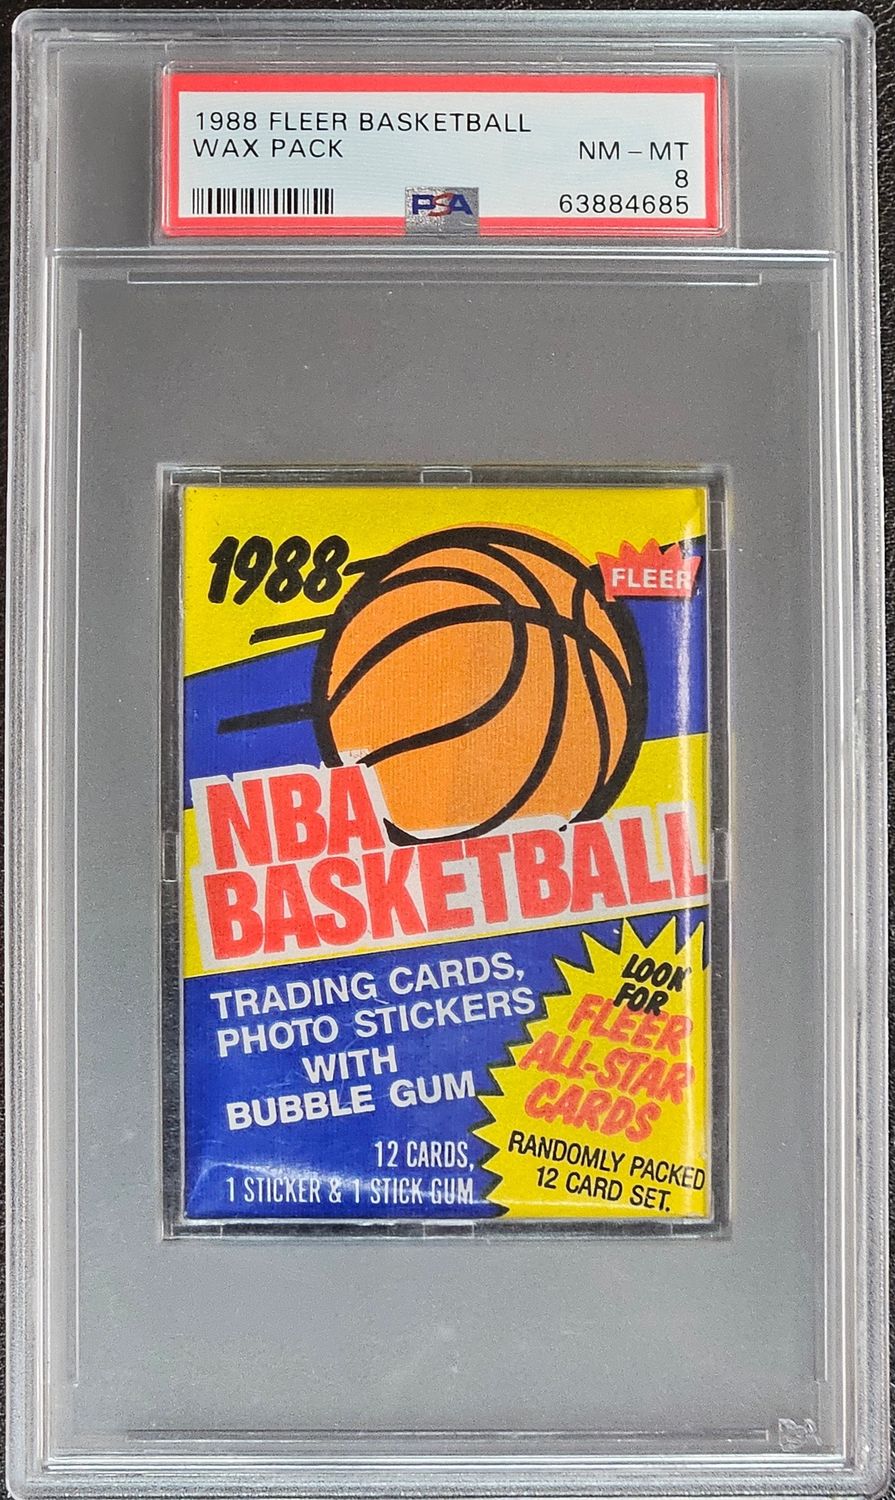 1988 FLEER BASKETBALL
WAX PACK
NM – MT
8
PSA
63884685
1988
FLEER
NBA
BASKETBALL
TRADING CARDS,
PHOTO STICKERS
WITH
BUBBLE GUM
12 CARDS,
1 STICKER & 1 STICK GUM
LOOK
FOR
FLEER
ALL-STAR
CARDS
RANDOMLY PACKED
12 CARD SET.
PSA